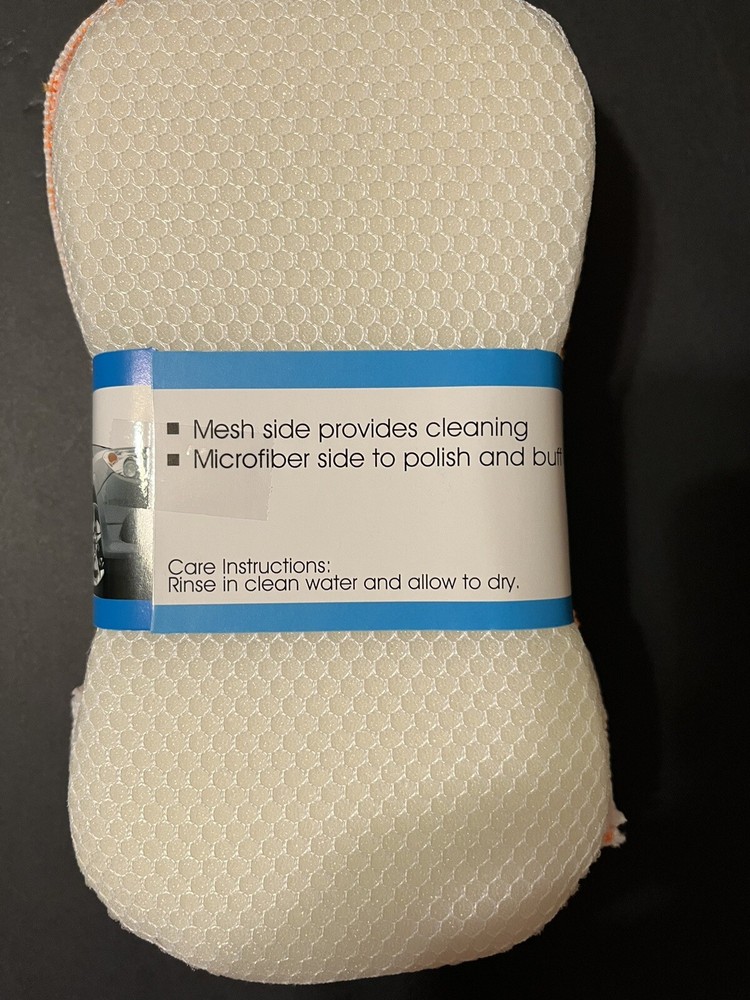 ▪ Mesh side provides cleaning
▪ Microfiber side to polish and buff
Care Instructions:
Rinse in clean water and allow to dry.